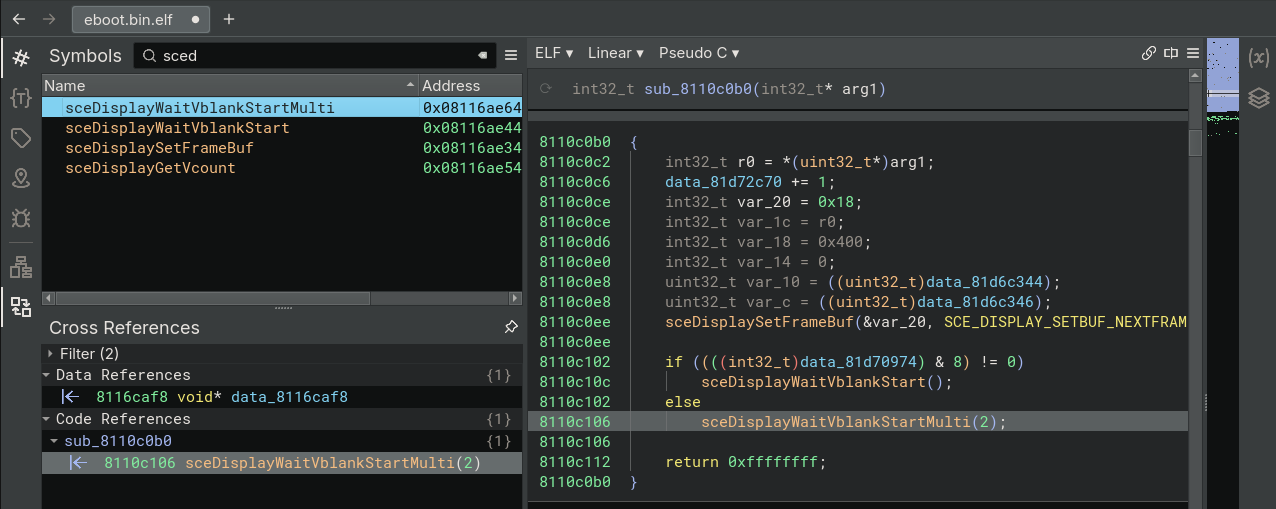 eboot.bin.elf
Symbols
sced
Name
Address
sceDisplayWaitVblankStartMulti 0x08116ae64
sceDisplayWaitVblankStart 0x08116ae44
sceDisplaySetFrameBuf 0x08116ae34
sceDisplayGetVcount 0x08116ae54
Cross References
Filter (2)
Data References {1}
8116caf8 void* data_8116caf8
Code References {1}
sub_8110c0b0 {1}
8110c106 sceDisplayWaitVblankStartMulti(2)
ELF ▾ Linear ▾ Pseudo C ▾
int32_t sub_8110c0b0(int32_t* arg1)
8110c0b0 {
8110c0c2 int32_t r0 = *(uint32_t*)arg1;
8110c0c6 data_81d72c70 += 1;
8110c0ce int32_t var_20 = 0x18;
8110c0ce int32_t var_1c = r0;
8110c0d6 int32_t var_18 = 0x400;
8110c0e0 int32_t var_14 = 0;
8110c0e8 uint32_t var_10 = ((uint32_t)data_81d6c344);
8110c0e8 uint32_t var_c = ((uint32_t)data_81d6c346);
8110c0ee sceDisplaySetFrameBuf(&var_20, SCE_DISPLAY_SETBUF_NEXTFRAM
8110c0ee
8110c102 if ((((int32_t)data_81d70974) & 8) != 0)
8110c10c sceDisplayWaitVblankStart();
8110c102 else
8110c106 sceDisplayWaitVblankStartMulti(2);
8110c106
8110c112 return 0xffffffff;
8110c0b0 }